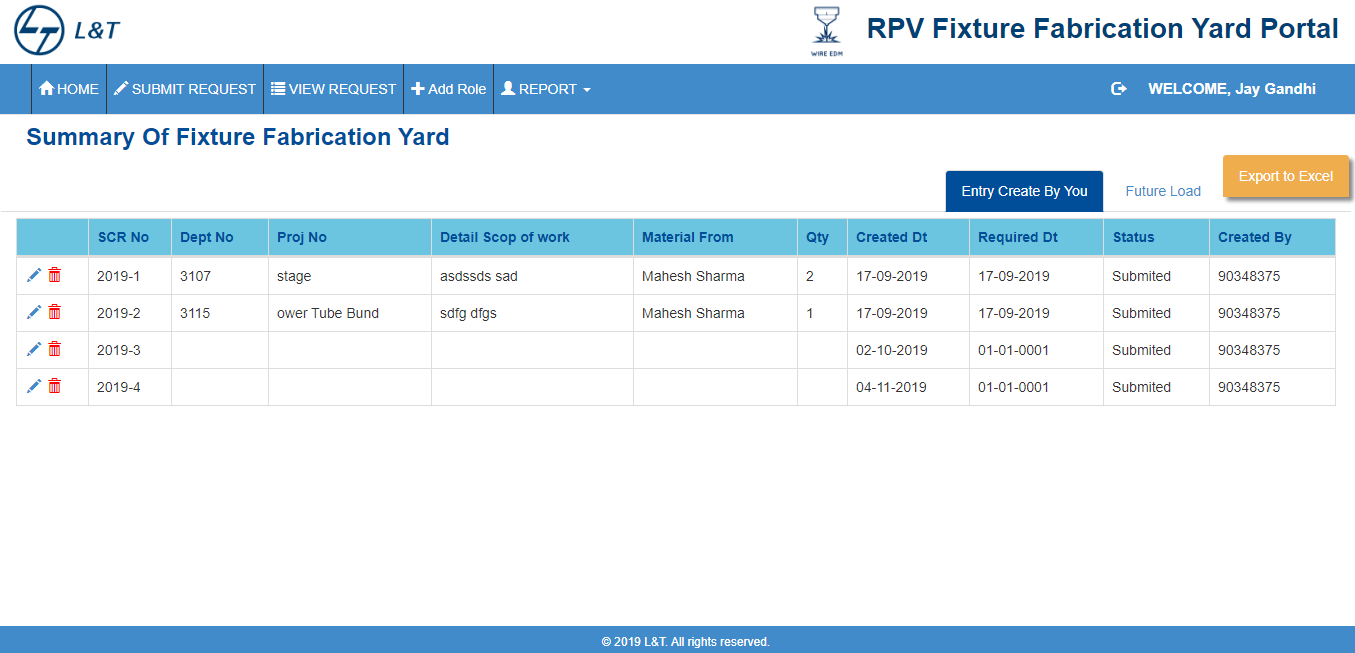 L&T
WIRE EDM
RPV Fixture Fabrication Yard Portal
HOME SUBMIT REQUEST VIEW REQUEST Add Role REPORT WELCOME, Jay Gandhi
Summary Of Fixture Fabrication Yard
Entry Create By You Future Load Export to Excel
SCR No Dept No Proj No Detail Scop of work Material From Qty Created Dt Required Dt Status Created By
2019-1 3107 stage asdssds sad Mahesh Sharma 2 17-09-2019 17-09-2019 Submited 90348375
2019-2 3115 ower Tube Bund sdfg dfgs Mahesh Sharma 1 17-09-2019 17-09-2019 Submited 90348375
2019-3 02-10-2019 01-01-0001 Submited 90348375
2019-4 04-11-2019 01-01-0001 Submited 90348375
© 2019 L&T. All rights reserved.